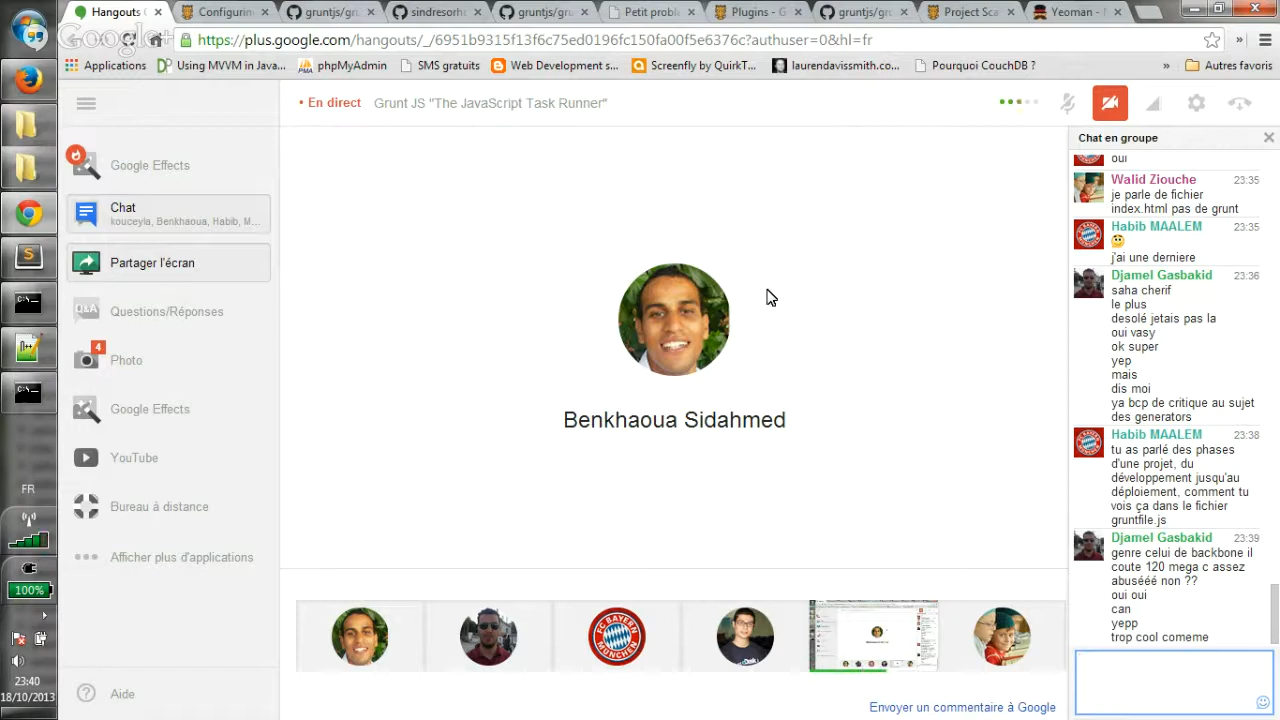 Hangouts G
Configurin
gruntjs/gru
sindresorh
gruntjs/gru
Petit proble
Plugins - G
gruntjs/gru
Project Sca
Yeoman - M
Google+
https://plus.google.com/hangouts/_/6951b9315f13f6c75ed0196fc150fa00f5e6376c?authuser=0&hl=fr
Applications
Using MVVM in Java...
phpMyAdmin
SMS gratuits
Web Development s...
Screenfly by QuirkT...
laurendavissmith.co...
Pourquoi CouchDB ?
»
Autres favoris
• En direct Grunt JS "The JavaScript Task Runner"
Chat en groupe
Google Effects
Chat
kouceyla, Benkhaoua, Habib, M...
Partager l'écran
Q&A Questions/Réponses
4
Photo
Google Effects
YouTube
Bureau à distance
Afficher plus d'applications
Aide
Benkhaoua Sidahmed
oui
Walid Ziouche 23:35
je parle de fichier
index.html pas de grunt
Habib MAALEM 23:35
j'ai une derniere
Djamel Gasbakid 23:36
saha cherif
le plus
desolé jetais pas la
oui vasy
ok super
yep
mais
dis moi
ya bcp de critique au sujet
des generators
Habib MAALEM 23:38
tu as parlé des phases
d'une projet, du
développement jusqu'au
déploiement, comment tu
vois ça dans le fichier
gruntfile.js
Djamel Gasbakid 23:39
genre celui de backbone il
coute 120 mega c assez
abuséé​é non ??
oui oui
can
yepp
trop cool comeme
Envoyer un commentaire à Google
FR
100%
23:40
18/10/2013